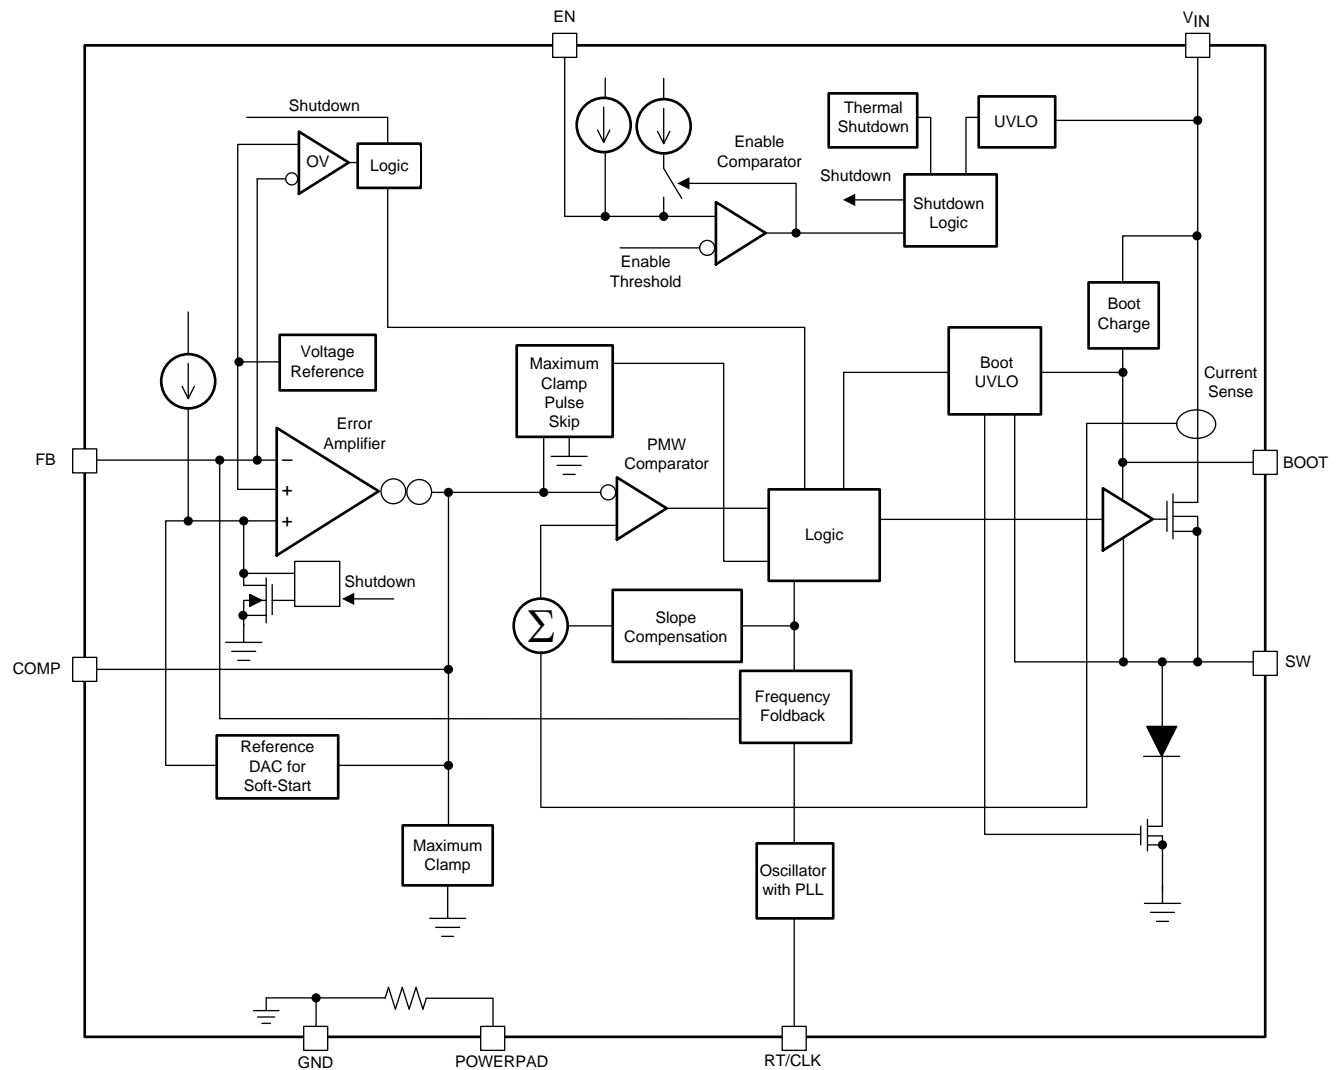 EN
VIN
Shutdown
OV
Logic
Enable
Comparator
Thermal
Shutdown
UVLO
Shutdown
Shutdown
Logic
Enable
Threshold
Boot
Charge
Voltage
Reference
Maximum
Clamp
Pulse
Skip
Boot
UVLO
Current
Sense
Error
Amplifier
PMW
Comparator
FB
−
+
+
BOOT
Logic
Shutdown
Σ
Slope
Compensation
COMP
SW
Frequency
Foldback
Reference
DAC for
Soft-Start
Maximum
Clamp
Oscillator
with PLL
GND
POWERPAD
RT/CLK